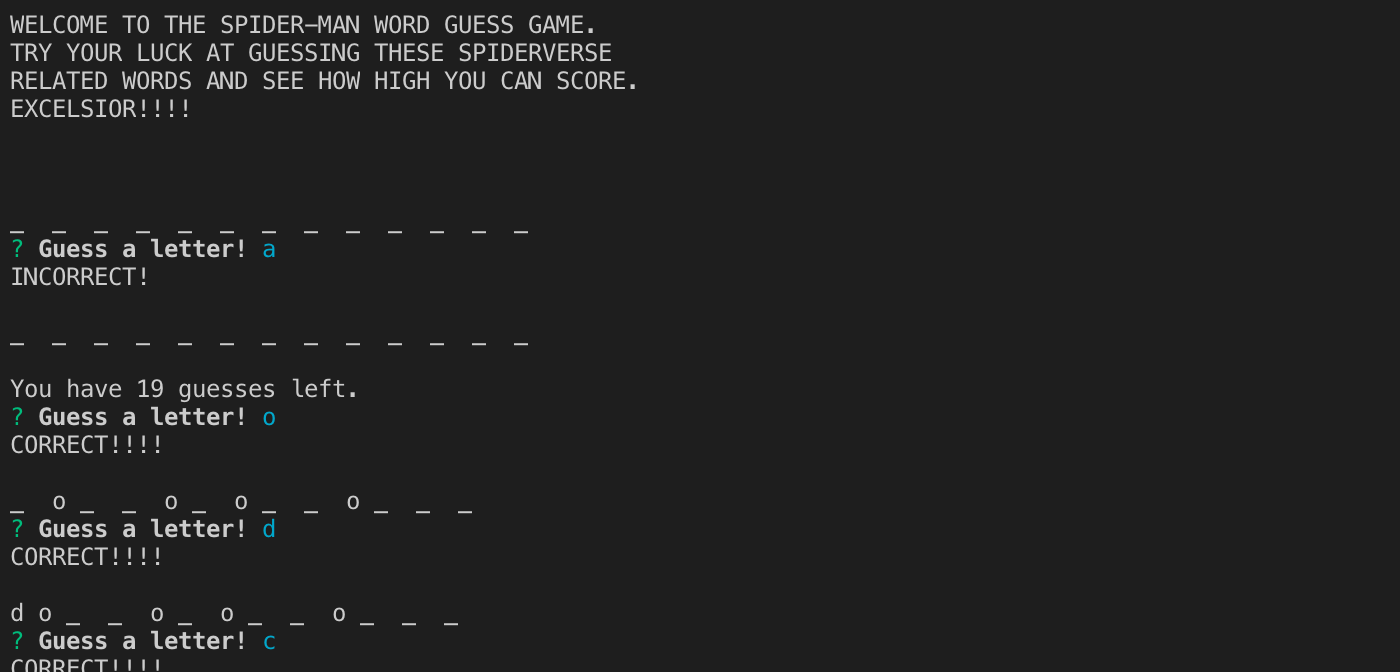 WELCOME TO THE SPIDER-MAN WORD GUESS GAME.
TRY YOUR LUCK AT GUESSING THESE SPIDERVERSE
RELATED WORDS AND SEE HOW HIGH YOU CAN SCORE.
EXCELSIOR!!!!
_ _ _ _ _ _ _ _ _ _ _ _ _
? Guess a letter! a
INCORRECT!
_ _ _ _ _ _ _ _ _ _ _ _ _
You have 19 guesses left.
? Guess a letter! o
CORRECT!!!!
_ o _ _ o _ o _ _ o _ _ _
? Guess a letter! d
CORRECT!!!!
d o _ _ o _ o _ _ o _ _ _
? Guess a letter! c
CORRECT!!!!